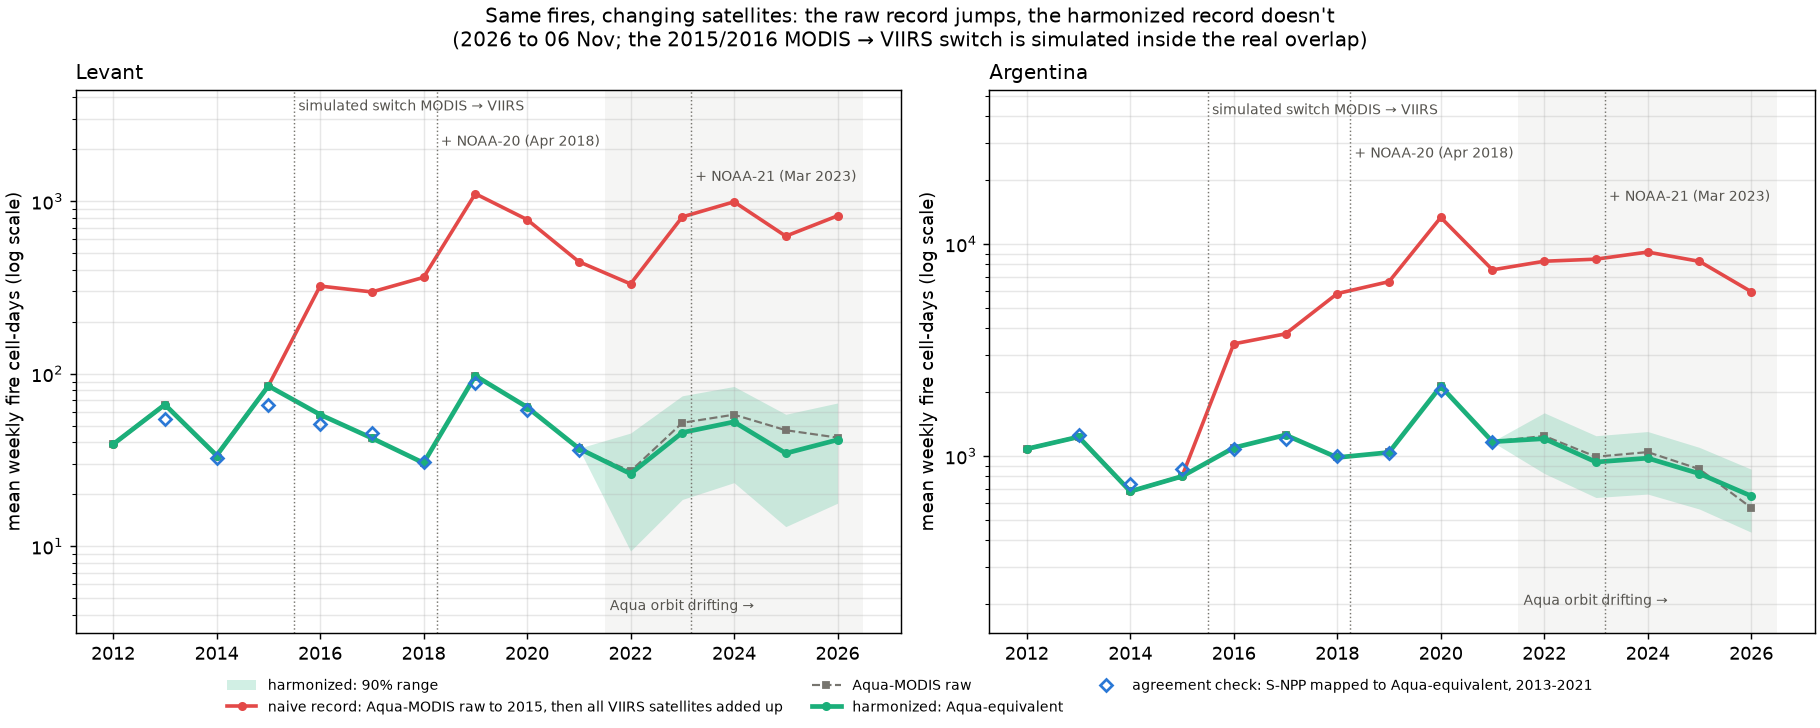 Same fires, changing satellites: the raw record jumps, the harmonized record doesn't
(2026 to 06 Nov; the 2015/2016 MODIS → VIIRS switch is simulated inside the real overlap)
Levant
simulated switch MODIS → VIIRS
+ NOAA-20 (Apr 2018)
+ NOAA-21 (Mar 2023)
Aqua orbit drifting →
mean weekly fire cell-days (log scale)
10³
10²
10¹
2012 2014 2016 2018 2020 2022 2024 2026
Argentina
simulated switch MODIS → VIIRS
+ NOAA-20 (Apr 2018)
+ NOAA-21 (Mar 2023)
Aqua orbit drifting →
mean weekly fire cell-days (log scale)
10⁴
10³
2012 2014 2016 2018 2020 2022 2024 2026
harmonized: 90% range
naive record: Aqua-MODIS raw to 2015, then all VIIRS satellites added up
Aqua-MODIS raw
harmonized: Aqua-equivalent
agreement check: S-NPP mapped to Aqua-equivalent, 2013-2021